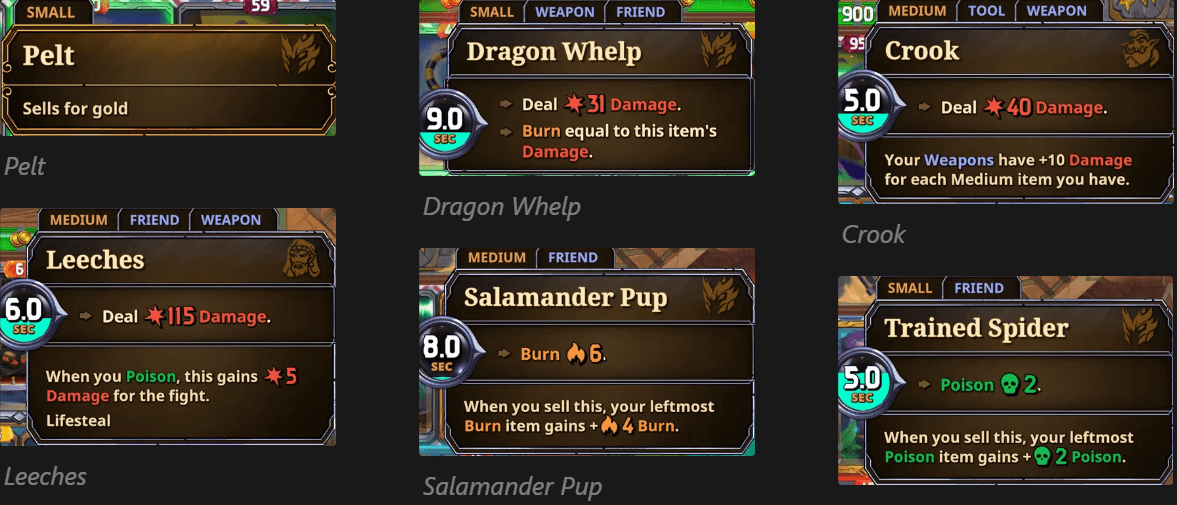 SMALL
59
Pelt
Sells for gold
Pelt
MEDIUM FRIEND WEAPON
6
Leeches
6.0
SEC
Deal 115 Damage.
When you Poison, this gains 5
Damage for the fight.
Lifesteal
Leeches
SMALL WEAPON FRIEND
Dragon Whelp
9.0
SEC
Deal 31 Damage.
Burn equal to this item's
Damage.
Dragon Whelp
MEDIUM FRIEND
Salamander Pup
8.0
SEC
Burn 6.
When you sell this, your leftmost
Burn item gains + 4 Burn.
Salamander Pup
900
95
MEDIUM TOOL WEAPON
Crook
5.0
SEC
Deal 40 Damage.
Your Weapons have +10 Damage
for each Medium item you have.
Crook
SMALL FRIEND
Trained Spider
5.0
SEC
Poison 2.
When you sell this, your leftmost
Poison item gains + 2 Poison.